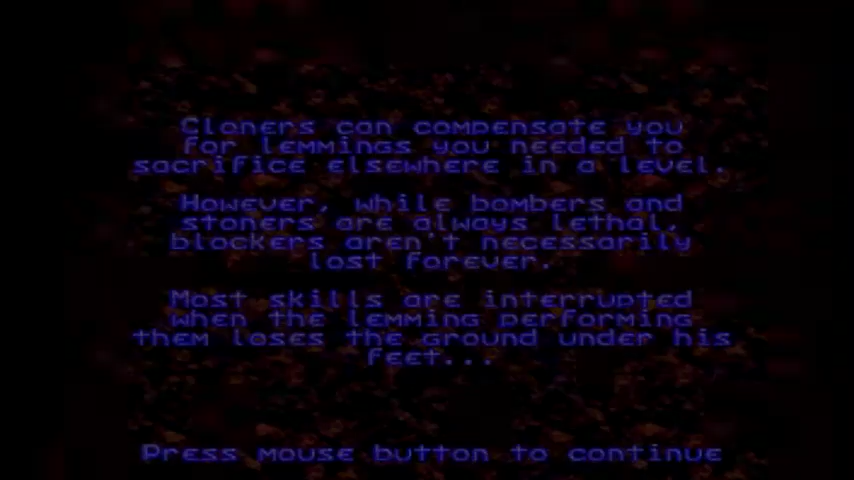 Cloners can compensate you
for lemmings you needed to
sacrifice elsewhere in a level.
However, while bombers and
stoners are always lethal,
blockers aren't necessarily
lost forever.
Most skills are interrupted
when the lemming performing
them loses the ground under his
feet...
Press mouse button to continue